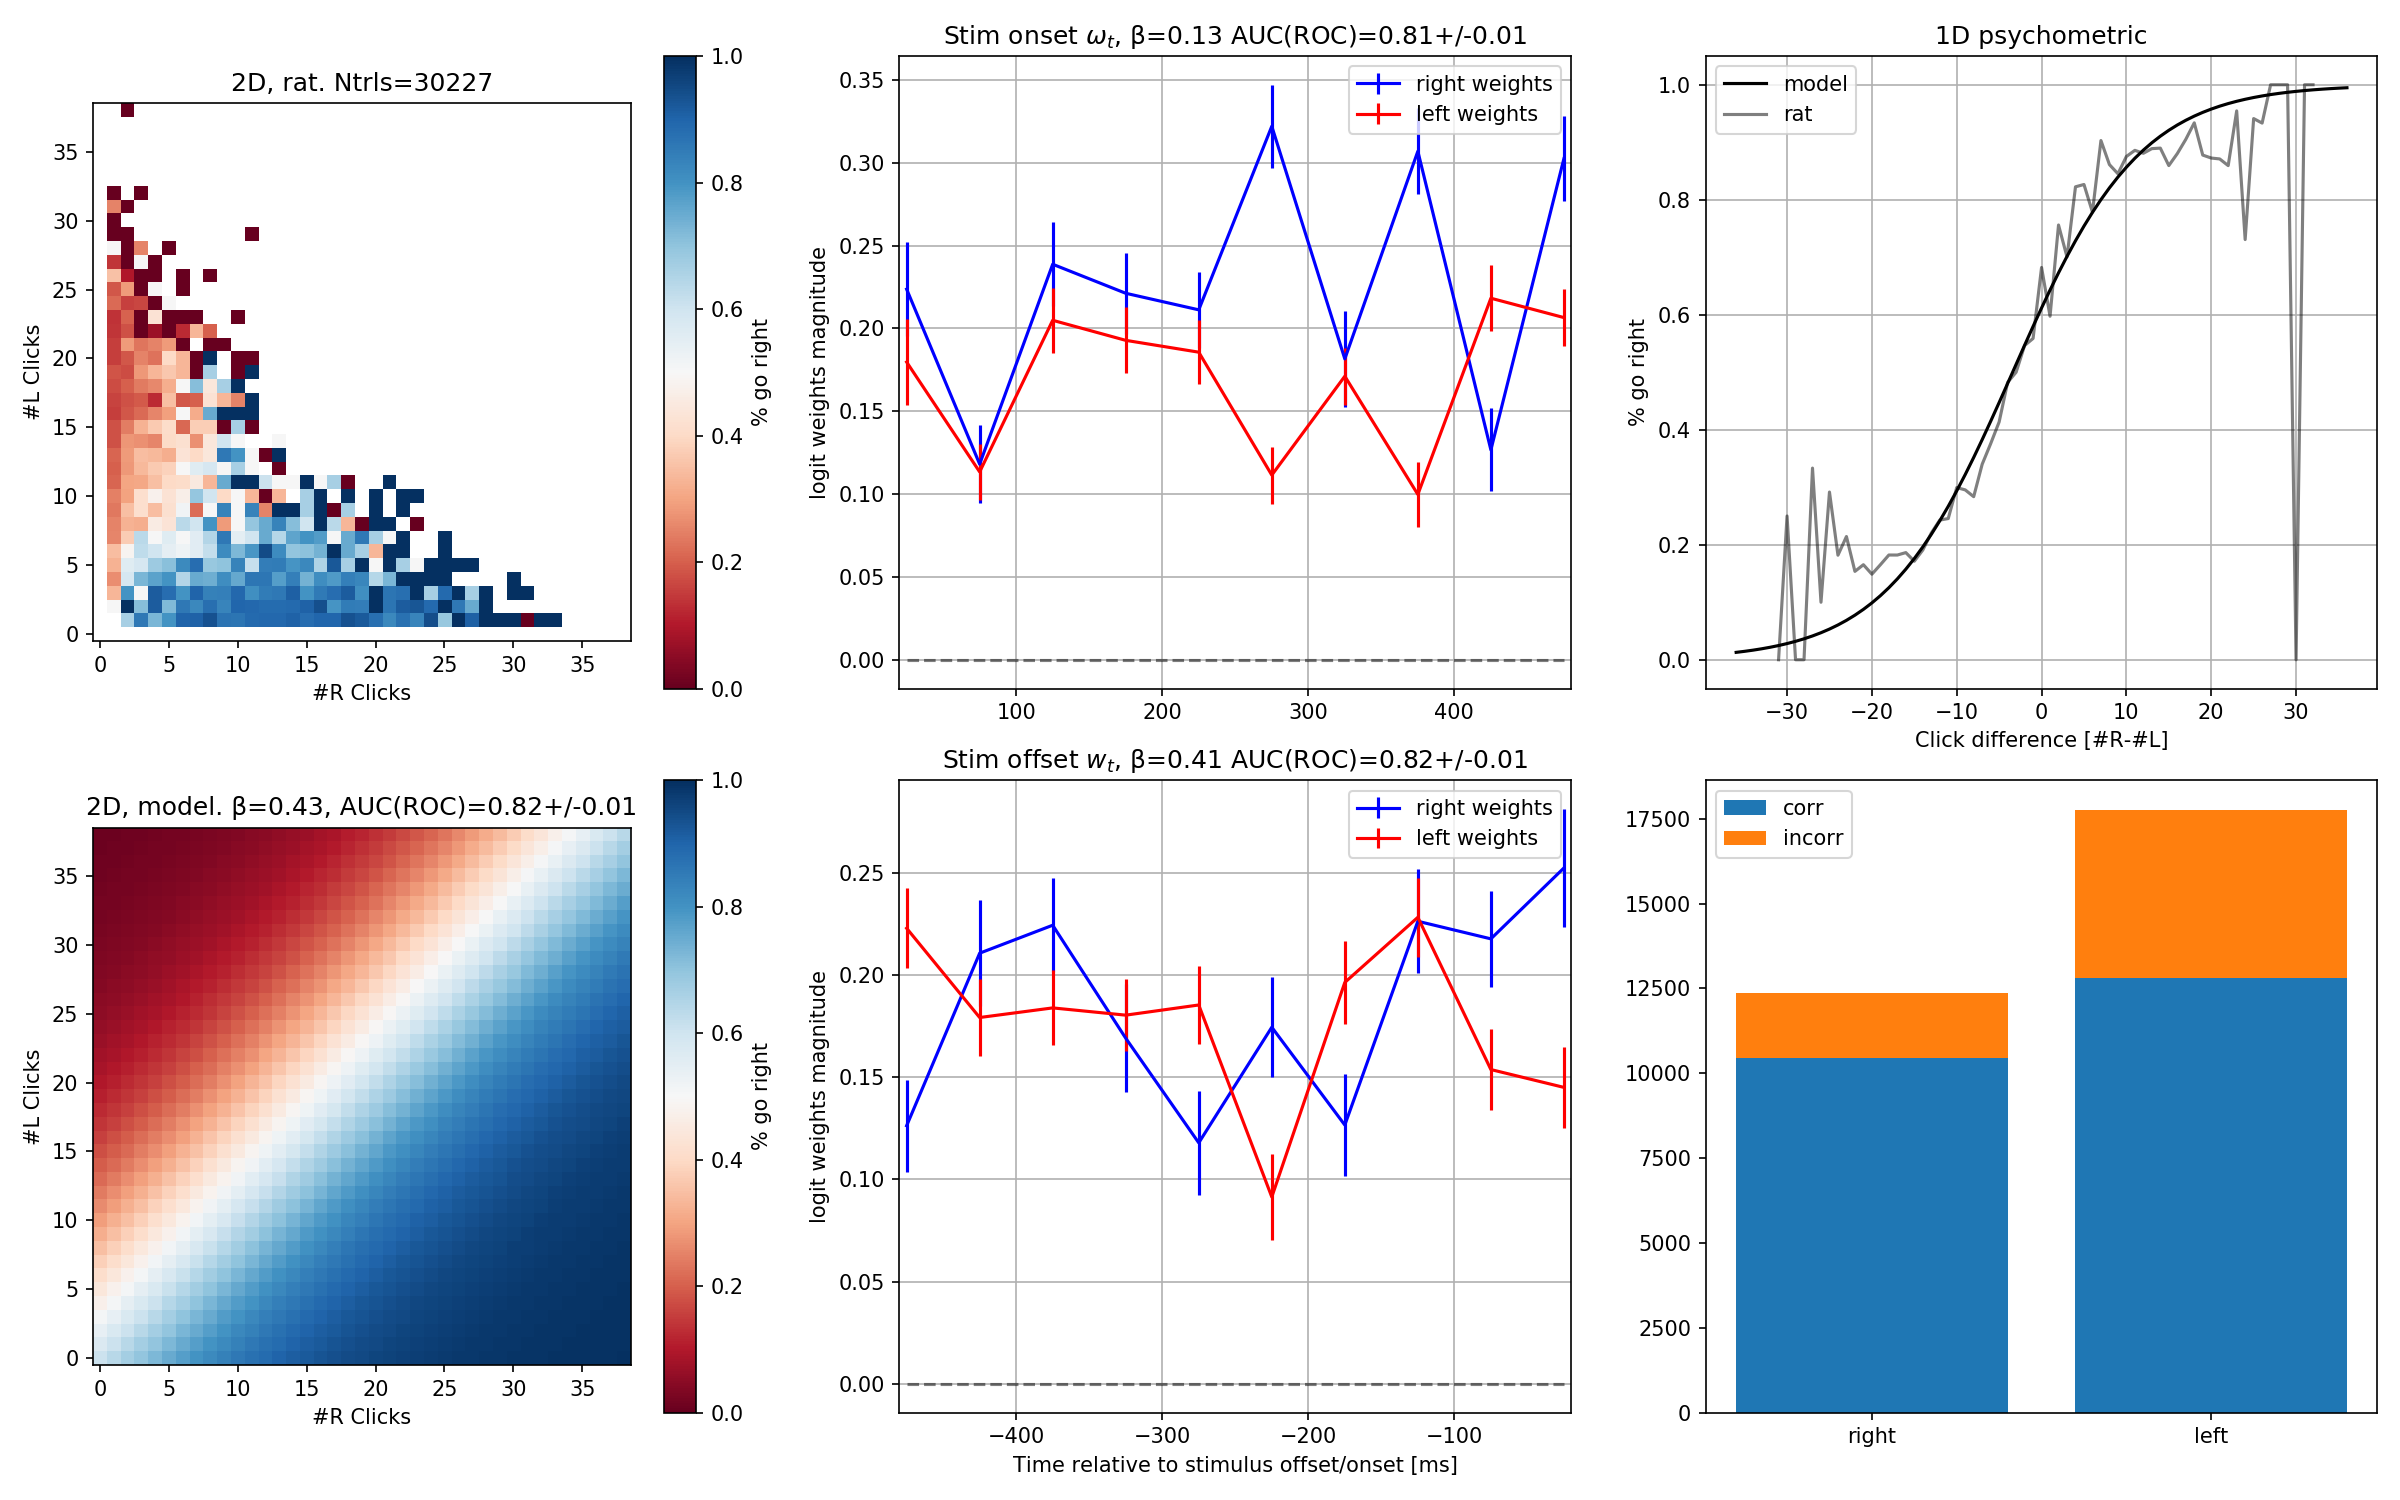 2D, rat. Ntrls=30227
#L Clicks
35
30
25
20
15
10
5
0
0 5 10 15 20 25 30 35
#R Clicks
1.0
0.8
0.6
0.4
0.2
0.0
% go right
Stim onset ωt, β=0.13 AUC(ROC)=0.81+/-0.01
right weights
left weights
logit weights magnitude
0.35
0.30
0.25
0.20
0.15
0.10
0.05
0.00
100 200 300 400
1D psychometric
model
rat
% go right
1.0
0.8
0.6
0.4
0.2
0.0
−30 −20 −10 0 10 20 30
Click difference [#R-#L]
2D, model. β=0.43, AUC(ROC)=0.82+/-0.01
#L Clicks
35
30
25
20
15
10
5
0
0 5 10 15 20 25 30 35
#R Clicks
1.0
0.8
0.6
0.4
0.2
0.0
% go right
Stim offset wt, β=0.41 AUC(ROC)=0.82+/-0.01
right weights
left weights
logit weights magnitude
0.25
0.20
0.15
0.10
0.05
0.00
−400 −300 −200 −100
Time relative to stimulus offset/onset [ms]
corr
incorr
17500
15000
12500
10000
7500
5000
2500
0
right left